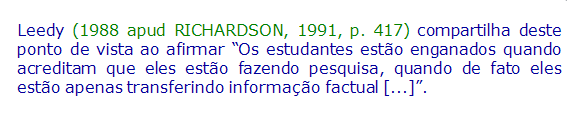 Leedy (1988 apud RICHARDSON, 1991, p. 417) compartilha deste
ponto de vista ao afirmar “Os estudantes estão enganados quando
acreditam que eles estão fazendo pesquisa, quando de fato eles
estão apenas transferindo informação factual [...]”.